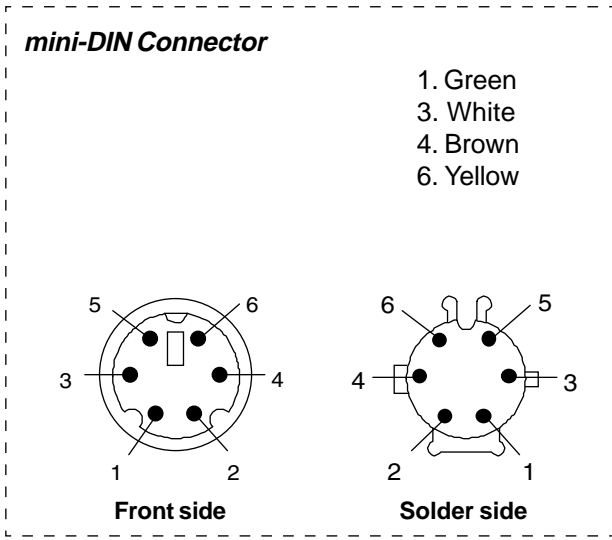 mini-DIN Connector
1. Green
3. White
4. Brown
6. Yellow
5 6
3 4
1 2
Front side
6 5
4 3
2 1
Solder side